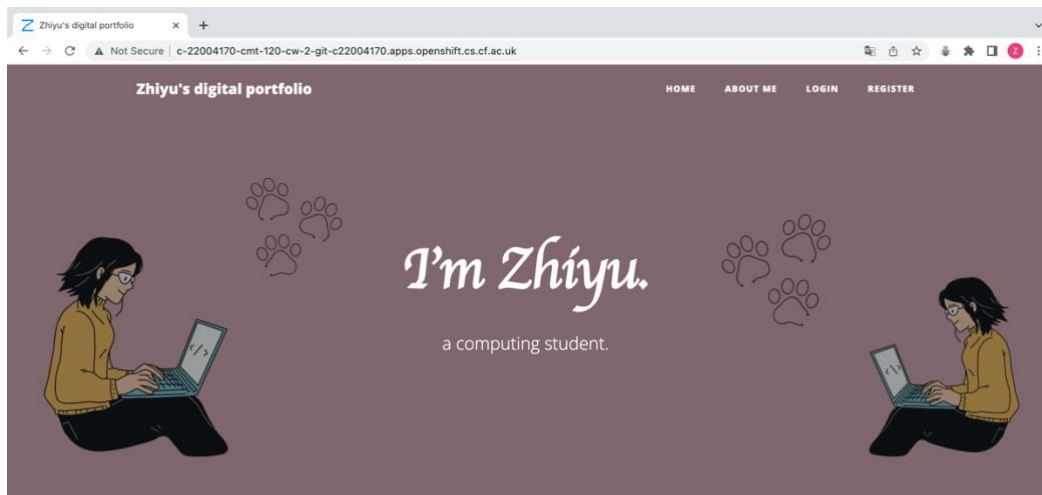 Zhiyu's digital portfolio
Not Secure | c-22004170-cmt-120-cw-2-git-c22004170.apps.openshift.cs.cf.ac.uk
Z
Zhiyu's digital portfolio
HOME ABOUT ME LOGIN REGISTER
I'm Zhiyu.
a computing student.